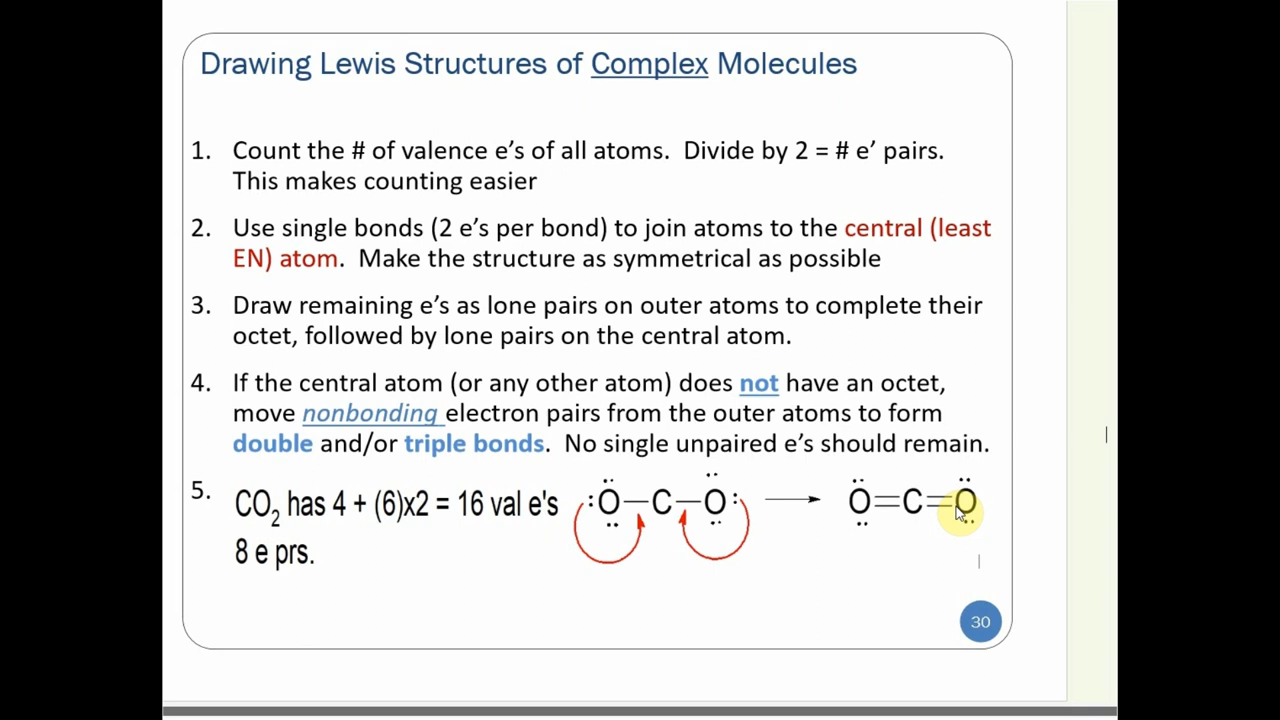 Drawing Lewis Structures of Complex Molecules
1. Count the # of valence e's of all atoms. Divide by 2 = # e' pairs.
This makes counting easier
2. Use single bonds (2 e's per bond) to join atoms to the central (least
EN) atom. Make the structure as symmetrical as possible
3. Draw remaining e's as lone pairs on outer atoms to complete their
octet, followed by lone pairs on the central atom.
4. If the central atom (or any other atom) does not have an octet,
move nonbonding electron pairs from the outer atoms to form
double and/or triple bonds. No single unpaired e's should remain.
5. CO₂ has 4 + (6)x2 = 16 val e's :O—C—O: → O=C=O
8 e prs.
30